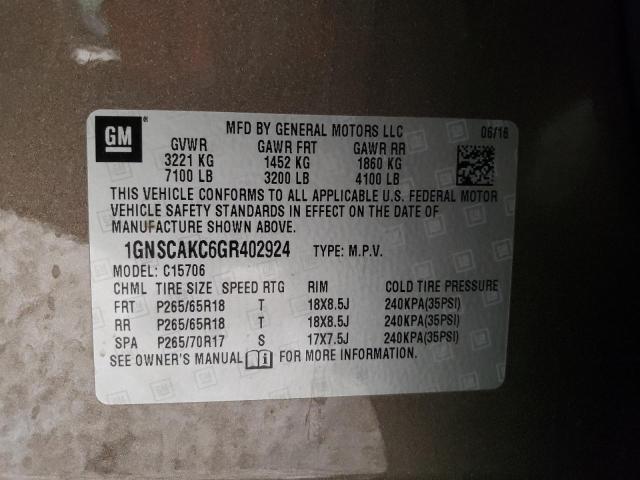 GM ®
MFD BY GENERAL MOTORS LLC 06/16
GVWR GAWR FRT GAWR RR
3221 KG 1452 KG 1860 KG
7100 LB 3200 LB 4100 LB
THIS VEHICLE CONFORMS TO ALL APPLICABLE U.S. FEDERAL MOTOR
VEHICLE SAFETY STANDARDS IN EFFECT ON THE DATE OF
MANUFACTURE SHOWN ABOVE.
1GNSCAKC6GR402924 TYPE: M.P.V.
MODEL: C15706
CHML TIRE SIZE SPEED RTG RIM COLD TIRE PRESSURE
FRT P265/65R18 T 18X8.5J 240KPA(35PSI)
RR P265/65R18 T 18X8.5J 240KPA(35PSI)
SPA P265/70R17 S 17X7.5J 240KPA(35PSI)
SEE OWNER'S MANUAL FOR MORE INFORMATION.